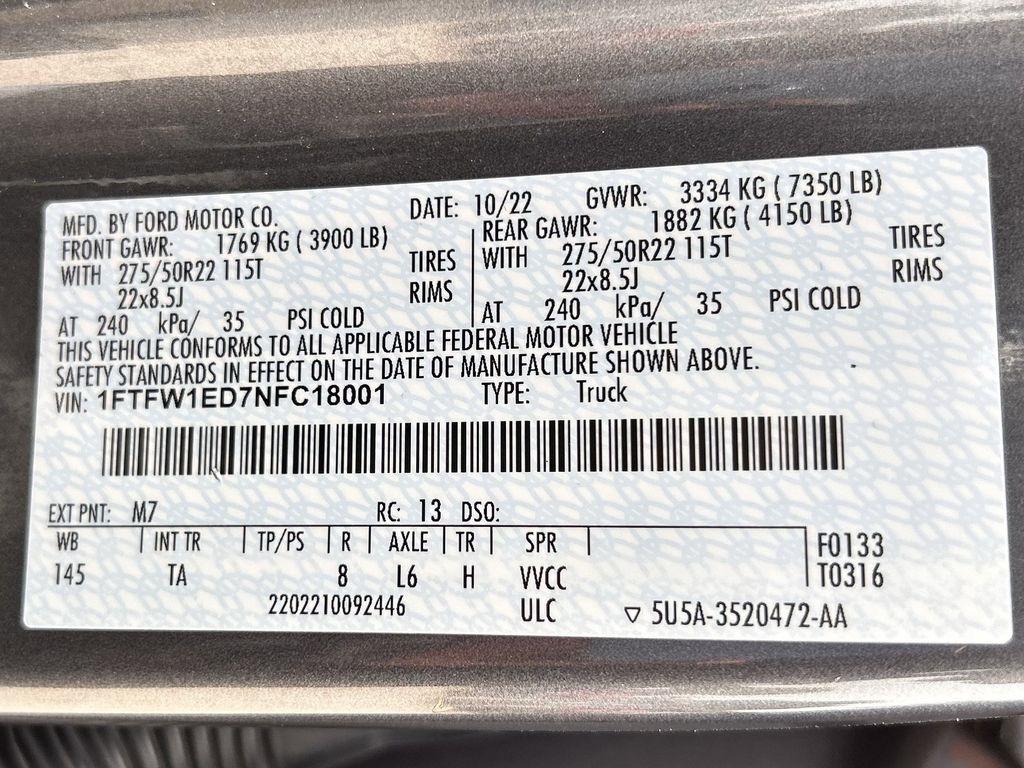 MFD. BY FORD MOTOR CO. DATE: 10/22 GVWR: 3334 KG ( 7350 LB)
FRONT GAWR: 1769 KG ( 3900 LB) REAR GAWR: 1882 KG ( 4150 LB)
WITH 275/50R22 115T TIRES WITH 275/50R22 115T TIRES
22x8.5J RIMS 22x8.5J RIMS
AT 240 kPa/ 35 PSI COLD AT 240 kPa/ 35 PSI COLD
THIS VEHICLE CONFORMS TO ALL APPLICABLE FEDERAL MOTOR VEHICLE
SAFETY STANDARDS IN EFFECT ON THE DATE OF MANUFACTURE SHOWN ABOVE.
VIN: 1FTFW1ED7NFC18001 TYPE: Truck
EXT PNT: M7 RC: 13 DSO:
WB INT TR TP/PS R AXLE TR SPR F0133
145 TA 8 L6 H VVCC T0316
2202210092446 ULC ▽ 5U5A-3520472-AA